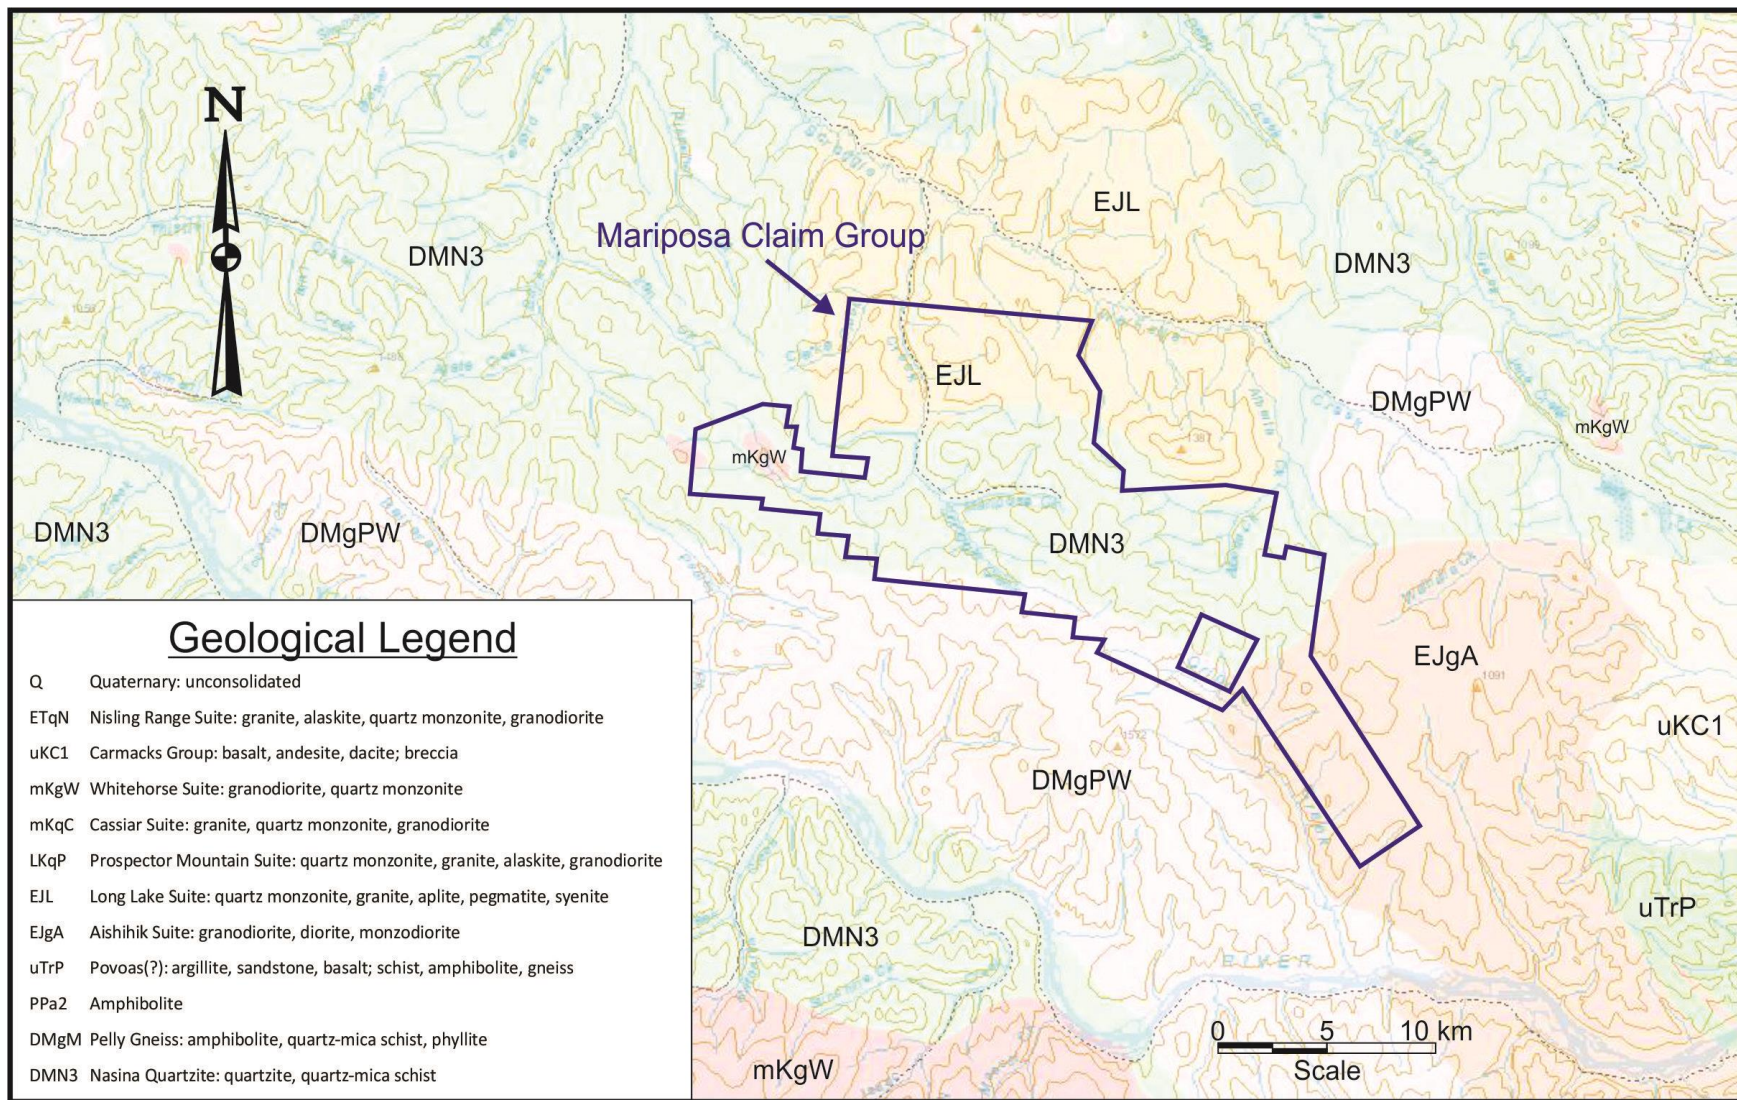 N
EJL
Mariposa Claim Group
DMN3
DMN3
EJL
DMgPW
mKgW
mKgW
1387
DMN3
DMgPW
DMN3
EJgA
1091
uKC1
1572
DMgPW
uTrP
DMN3
RIVER
0 5 10 km
Scale
mKgW
Geological Legend
Q Quaternary: unconsolidated
ETqN Nisling Range Suite: granite, alaskite, quartz monzonite, granodiorite
uKC1 Carmacks Group: basalt, andesite, dacite; breccia
mKgW Whitehorse Suite: granodiorite, quartz monzonite
mKqC Cassiar Suite: granite, quartz monzonite, granodiorite
LKqP Prospector Mountain Suite: quartz monzonite, granite, alaskite, granodiorite
EJL Long Lake Suite: quartz monzonite, granite, aplite, pegmatite, syenite
EJgA Aishihik Suite: granodiorite, diorite, monzodiorite
uTrP Povoas(?): argillite, sandstone, basalt; schist, amphibolite, gneiss
PPa2 Amphibolite
DMgM Pelly Gneiss: amphibolite, quartz-mica schist, phyllite
DMN3 Nasina Quartzite: quartzite, quartz-mica schist